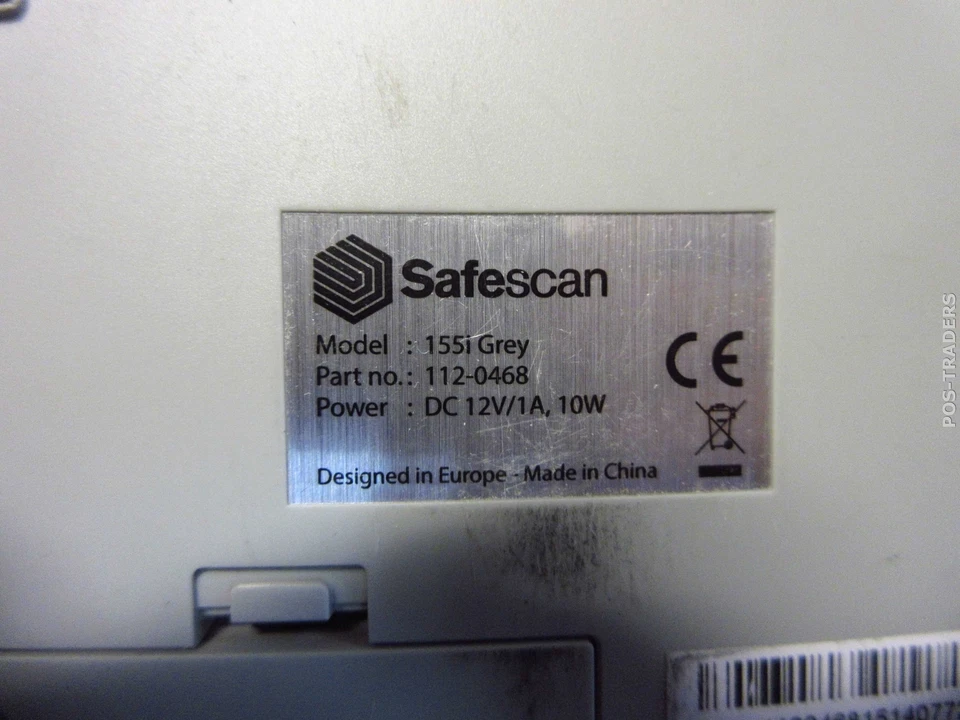 Safescan
Model : 155i Grey
Part no.: 112-0468
Power : DC 12V/1A, 10W
CE
Designed in Europe - Made in China
POS-TRADERS